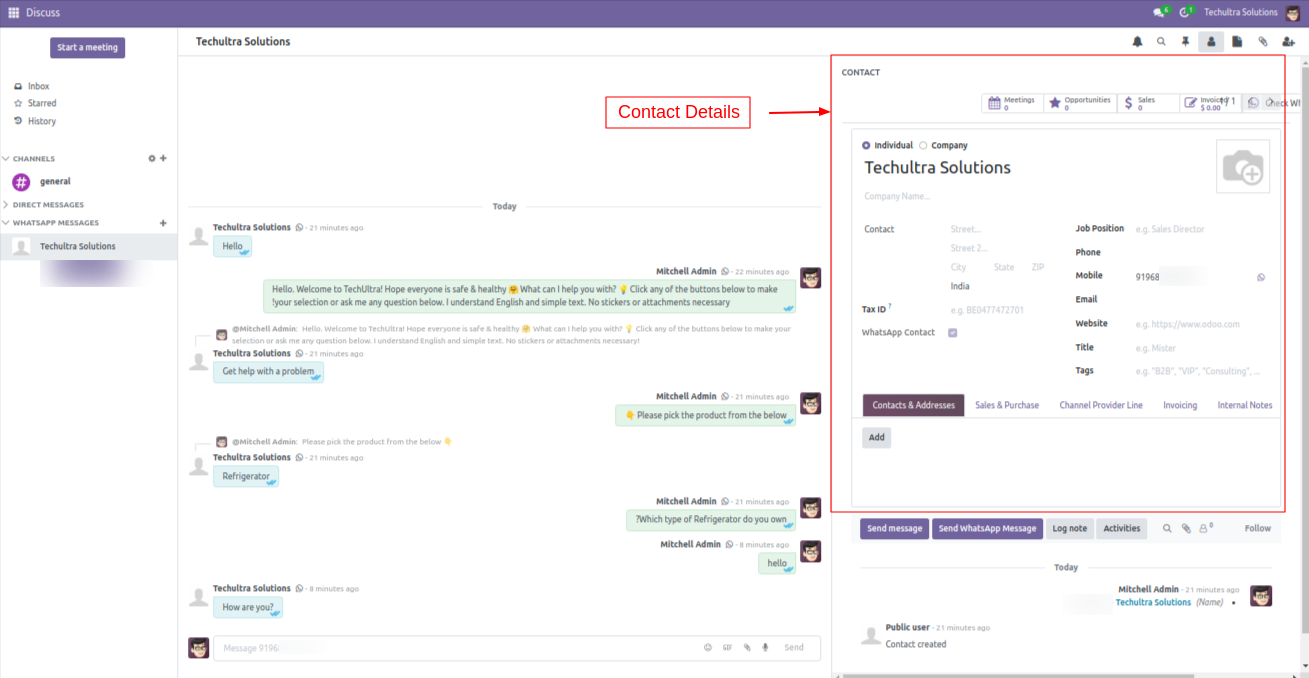 Discuss
6
1
Techultra Solutions
Start a meeting
Inbox
Starred
History
CHANNELS
general
DIRECT MESSAGES
WHATSAPP MESSAGES
Techultra Solutions
Techultra Solutions
Today
Techultra Solutions - 21 minutes ago
Hello
Mitchell Admin - 22 minutes ago
Hello. Welcome to TechUltra! Hope everyone is safe & healthy 🤗 What can I help you with? 💡 Click any of the buttons below to make
!your selection or ask me any question below. I understand English and simple text. No stickers or attachments necessary
@Mitchell Admin: Hello. Welcome to TechUltra! Hope everyone is safe & healthy 🤗 What can I help you with? 💡 Click any of the buttons below to make your
selection or ask me any question below. I understand English and simple text. No stickers or attachments necessary!
Techultra Solutions - 21 minutes ago
Get help with a problem
Mitchell Admin - 21 minutes ago
👇 Please pick the product from the below
@Mitchell Admin: Please pick the product from the below 👇
Techultra Solutions - 21 minutes ago
Refrigerator
Mitchell Admin - 21 minutes ago
?Which type of Refrigerator do you own
Mitchell Admin - 8 minutes ago
hello
Techultra Solutions - 8 minutes ago
How are you?
Message 9196
GIF
Send
Contact Details
CONTACT
Meetings
0
Opportunities
0
Sales
0
Invoiced
$ 0.00
1 / 1
Check WI
Individual Company
Techultra Solutions
Company Name...
Contact
Street...
Street 2...
City State ZIP
India
Tax ID ? e.g. BE0477472701
WhatsApp Contact
Job Position e.g. Sales Director
Phone
Mobile 91968
Email
Website e.g. https://www.odoo.com
Title e.g. Mister
Tags e.g. "B2B", "VIP", "Consulting", ...
Contacts & Addresses Sales & Purchase Channel Provider Line Invoicing Internal Notes
Add
Send message Send WhatsApp Message Log note Activities 0 Follow
Today
Mitchell Admin - 21 minutes ago
Techultra Solutions (Name) •
Public user - 21 minutes ago
Contact created